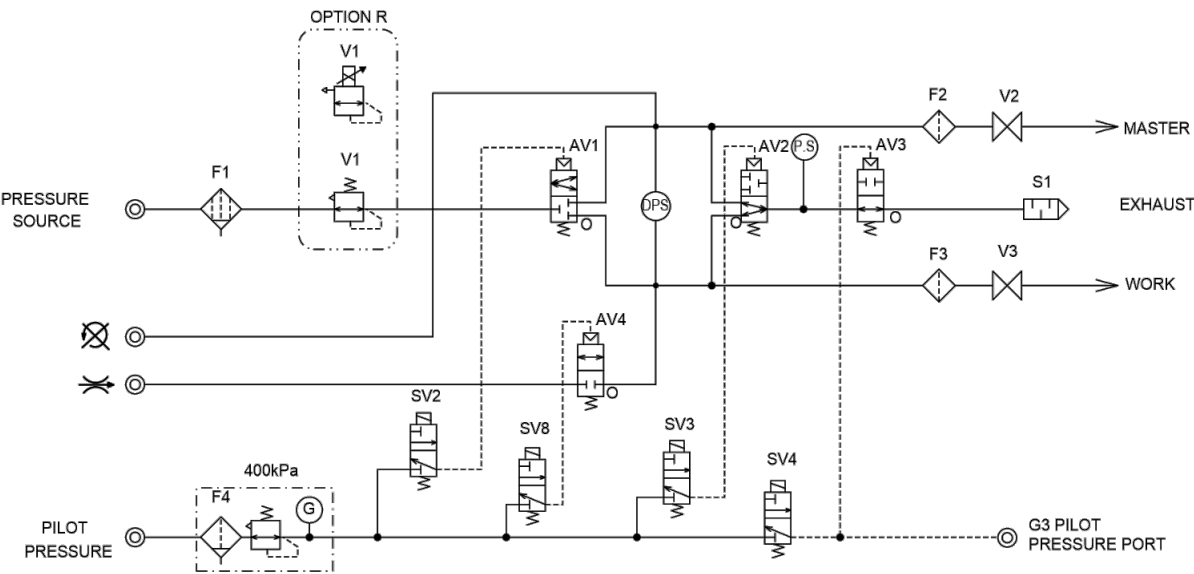 OPTION R
V1
F2
V2
MASTER
AV1
AV2
P.S
AV3
F1
V1
S1
PRESSURE
SOURCE
DPS
EXHAUST
F3
V3
WORK
AV4
SV2
SV8
SV3
SV4
400kPa
F4
G
PILOT
PRESSURE
G3 PILOT
PRESSURE PORT